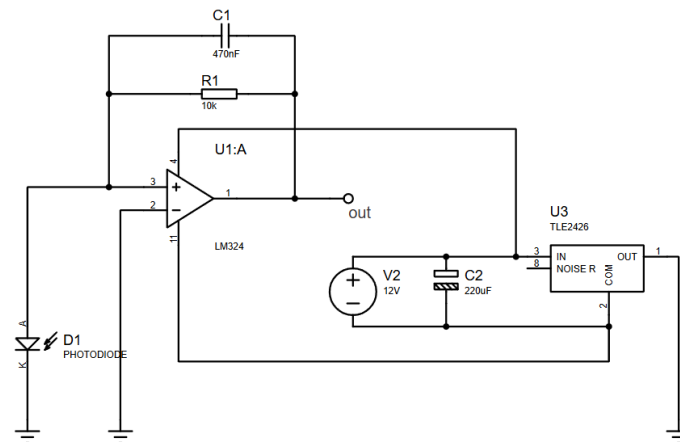 C1
470nF
R1
10k
4
U1:A
3
+
1
2
−
out
11
LM324
U3
TLE2426
3
IN
OUT
1
8
NOISE R
COM
2
+
V2
12V
−
C2
220uF
A
D1
PHOTODIODE
K